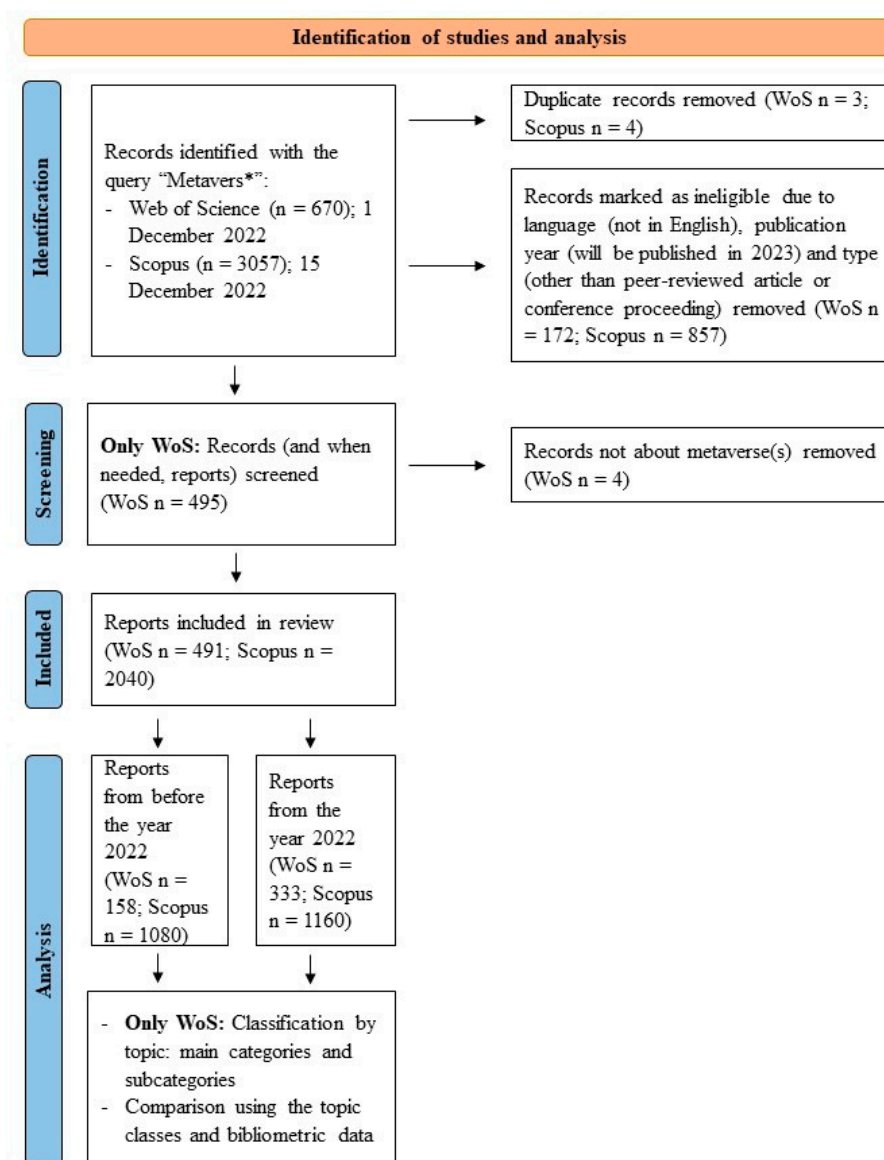 Identification of studies and analysis
Identification
Records identified with the
query “Metavers*”:
- Web of Science (n = 670); 1
December 2022
- Scopus (n = 3057); 15
December 2022
Duplicate records removed (WoS n = 3;
Scopus n = 4)
Records marked as ineligible due to
language (not in English), publication
year (will be published in 2023) and type
(other than peer-reviewed article or
conference proceeding) removed (WoS n
= 172; Scopus n = 857)
Screening
Only WoS: Records (and when
needed, reports) screened
(WoS n = 495)
Records not about metaverse(s) removed
(WoS n = 4)
Included
Reports included in review
(WoS n = 491; Scopus n =
2040)
Analysis
Reports
from before
the year
2022
(WoS n =
158; Scopus
n = 1080)
Reports
from the
year 2022
(WoS n =
333; Scopus
n = 1160)
- Only WoS: Classification by
topic: main categories and
subcategories
- Comparison using the topic
classes and bibliometric data